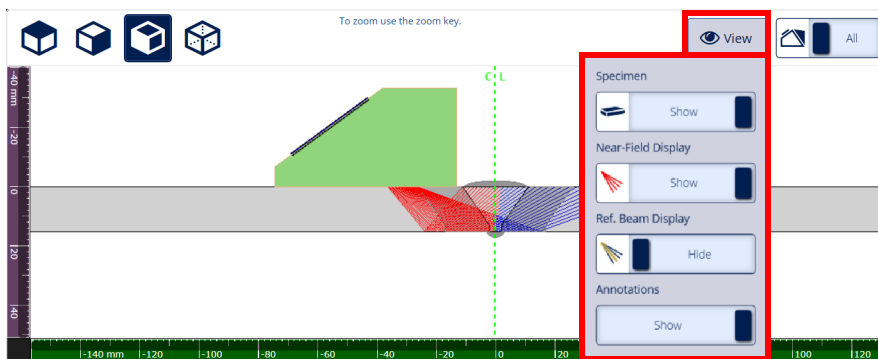 To zoom use the zoom key.
View
All
C L
Specimen
Show
Near-Field Display
Show
Ref. Beam Display
Hide
Annotations
Show
-40 mm
-20
0
20
40
-140 mm
-120
-100
-80
-60
-40
-20
0
20
100
120